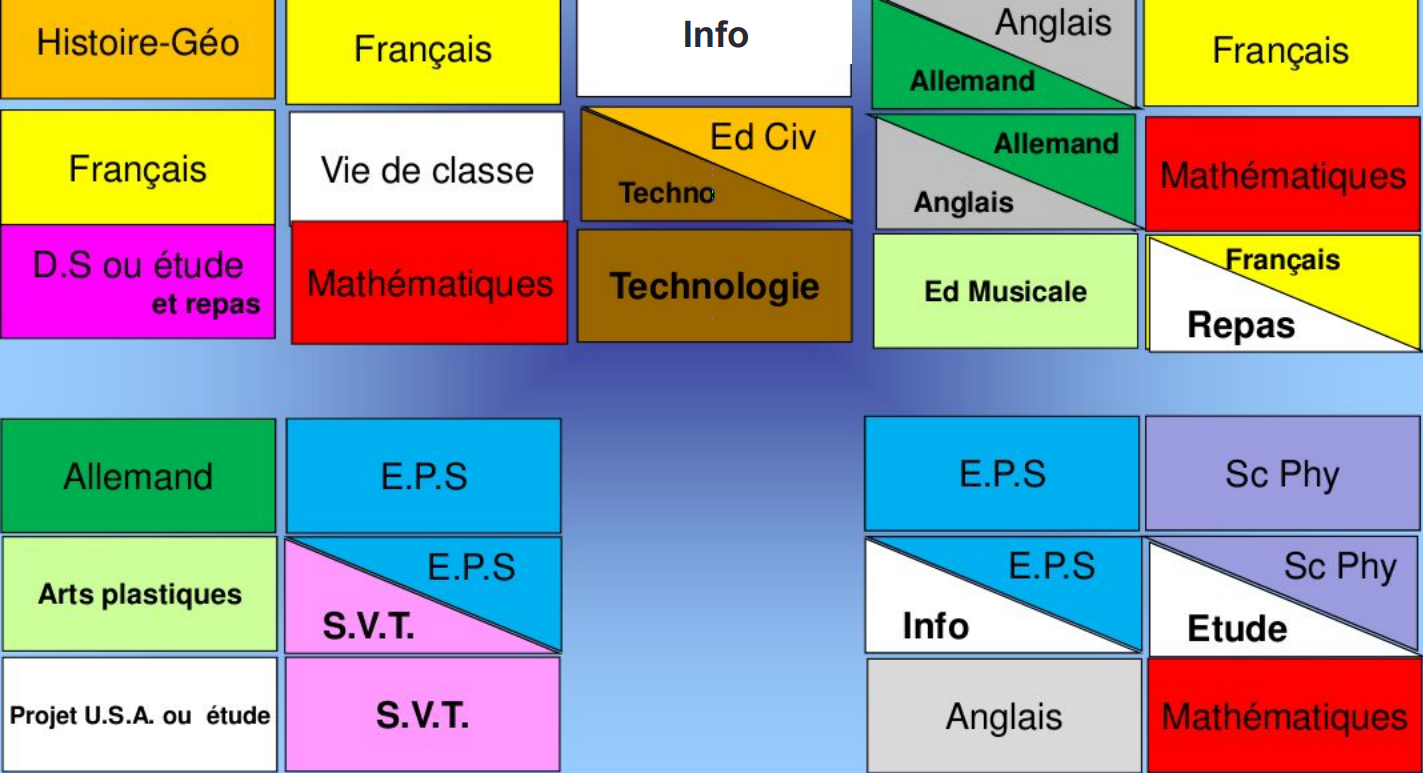 Histoire-Géo
Français
Info
Anglais
Allemand
Français
Français
Vie de classe
Ed Civ
Techno
Allemand
Anglais
Mathématiques
D.S ou étude
et repas
Mathématiques
Technologie
Ed Musicale
Français
Repas
Allemand
E.P.S
E.P.S
Sc Phy
Arts plastiques
E.P.S
S.V.T.
E.P.S
Info
Sc Phy
Etude
Projet U.S.A. ou étude
S.V.T.
Anglais
Mathématiques